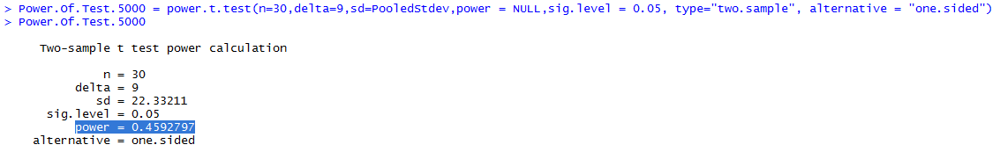 > Power.Of.Test.5000 = power.t.test(n=30,delta=9,sd=PooledStdev,power = NULL,sig.level = 0.05, type="two.sample", alternative = "one.sided")
> Power.Of.Test.5000
Two-sample t test power calculation
n = 30
delta = 9
sd = 22.33211
sig.level = 0.05
power = 0.4592797
alternative = one.sided